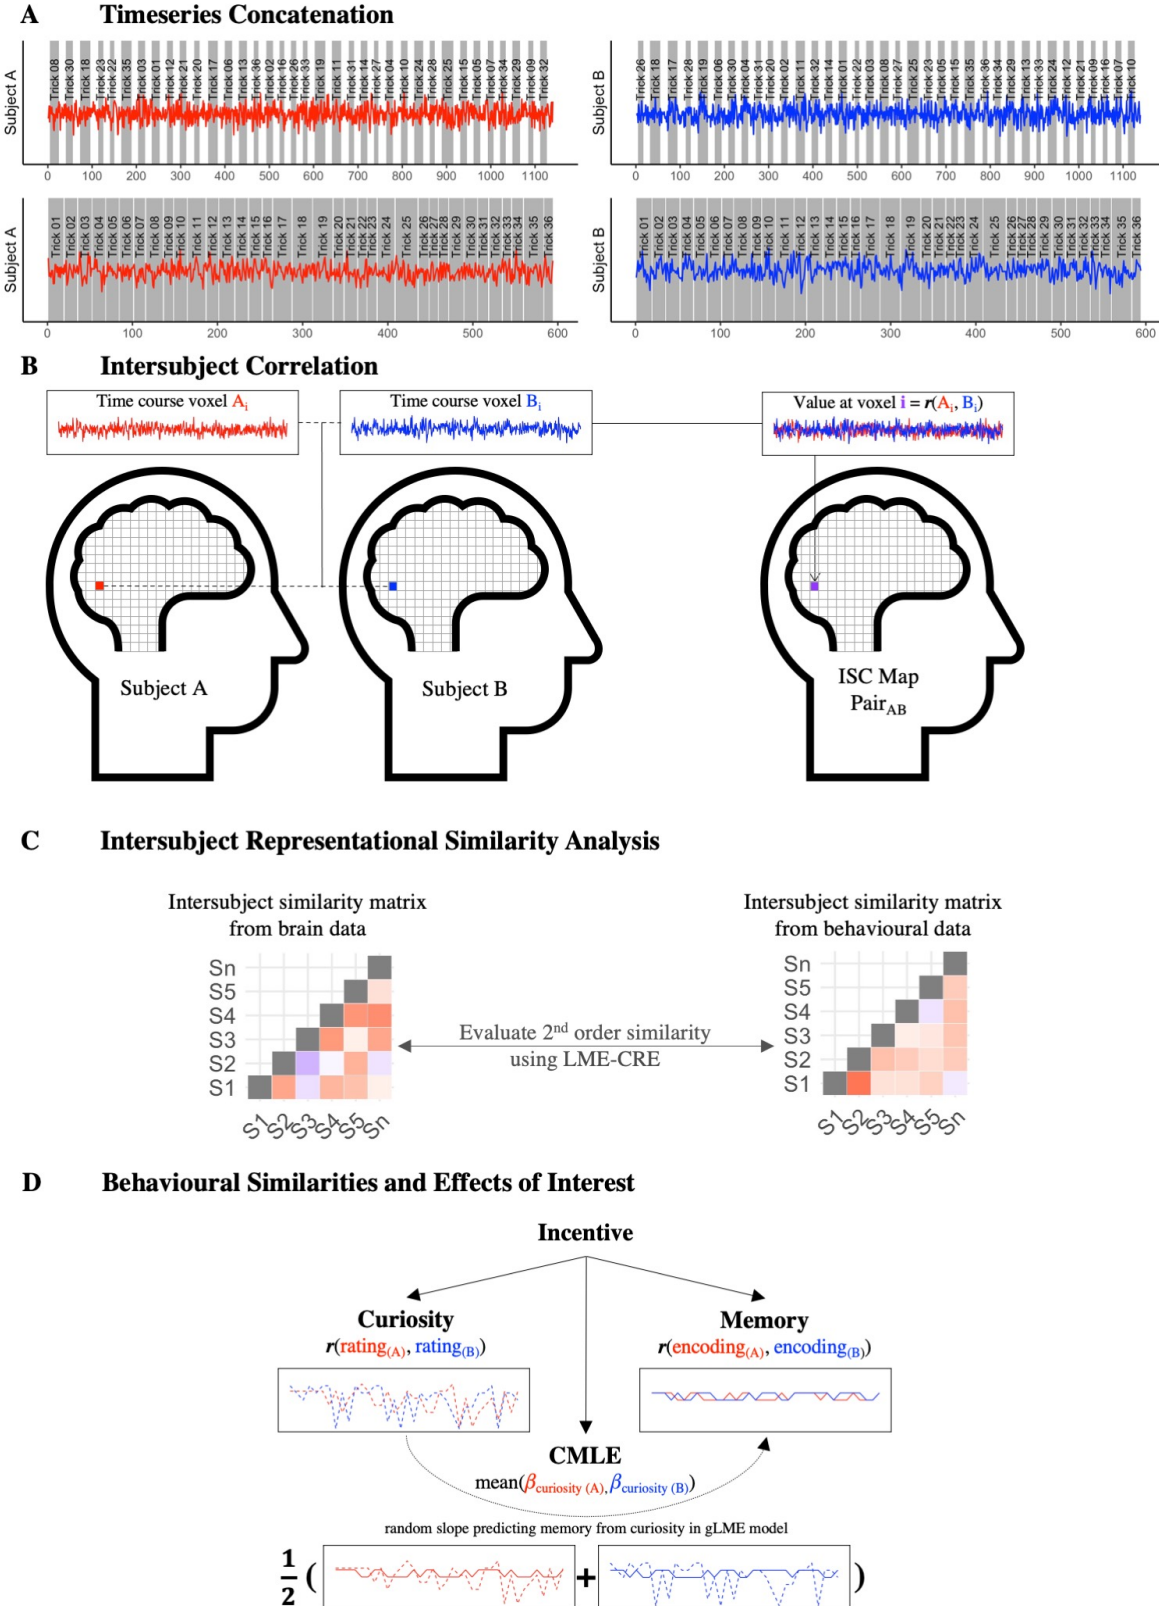 A Timeseries Concatenation
Subject A
Trick 08 Trick 30 Trick 18 Trick 23 Trick 22 Trick 35 Trick 03 Trick 01 Trick 12 Trick 21 Trick 20 Trick 17 Trick 06 Trick 13 Trick 36 Trick 02 Trick 16 Trick 26 Trick 33 Trick 19 Trick 11 Trick 31 Trick 14 Trick 27 Trick 04 Trick 10 Trick 24 Trick 28 Trick 25 Trick 15 Trick 05 Trick 07 Trick 34 Trick 29 Trick 09 Trick 32
0 100 200 300 400 500 600 700 800 900 1000 1100
Subject B
Trick 26 Trick 18 Trick 17 Trick 28 Trick 19 Trick 06 Trick 30 Trick 04 Trick 31 Trick 20 Trick 02 Trick 11 Trick 32 Trick 14 Trick 01 Trick 22 Trick 03 Trick 08 Trick 27 Trick 25 Trick 23 Trick 05 Trick 15 Trick 35 Trick 36 Trick 34 Trick 29 Trick 13 Trick 33 Trick 24 Trick 12 Trick 21 Trick 09 Trick 16 Trick 07 Trick 10
0 100 200 300 400 500 600 700 800 900 1000 1100
Subject A
Trick 01 Trick 02 Trick 03 Trick 04 Trick 05 Trick 06 Trick 07 Trick 08 Trick 09 Trick 10 Trick 11 Trick 12 Trick 13 Trick 14 Trick 15 Trick 16 Trick 17 Trick 18 Trick 19 Trick 20 Trick 21 Trick 22 Trick 23 Trick 24 Trick 25 Trick 26 Trick 27 Trick 28 Trick 29 Trick 30 Trick 31 Trick 32 Trick 33 Trick 34 Trick 35 Trick 36
0 100 200 300 400 500 600
Subject B
Trick 01 Trick 02 Trick 03 Trick 04 Trick 05 Trick 06 Trick 07 Trick 08 Trick 09 Trick 10 Trick 11 Trick 12 Trick 13 Trick 14 Trick 15 Trick 16 Trick 17 Trick 18 Trick 19 Trick 20 Trick 21 Trick 22 Trick 23 Trick 24 Trick 25 Trick 26 Trick 27 Trick 28 Trick 29 Trick 30 Trick 31 Trick 32 Trick 33 Trick 34 Trick 35 Trick 36
0 100 200 300 400 500 600
B Intersubject Correlation
Time course voxel Ai
Time course voxel Bi
Value at voxel i = r(Ai, Bi)
Subject A
Subject B
ISC Map
PairAB
C Intersubject Representational Similarity Analysis
Intersubject similarity matrix
from brain data
Sn
S5
S4
S3
S2
S1
S1 S2 S3 S4 S5 Sn
Evaluate 2nd order similarity
using LME-CRE
Intersubject similarity matrix
from behavioural data
Sn
S5
S4
S3
S2
S1
S1 S2 S3 S4 S5 Sn
D Behavioural Similarities and Effects of Interest
Incentive
Curiosity
r(rating(A), rating(B))
Memory
r(encoding(A), encoding(B))
CMLE
mean(βcuriosity (A), βcuriosity (B))
random slope predicting memory from curiosity in gLME model
1/2 ( + )